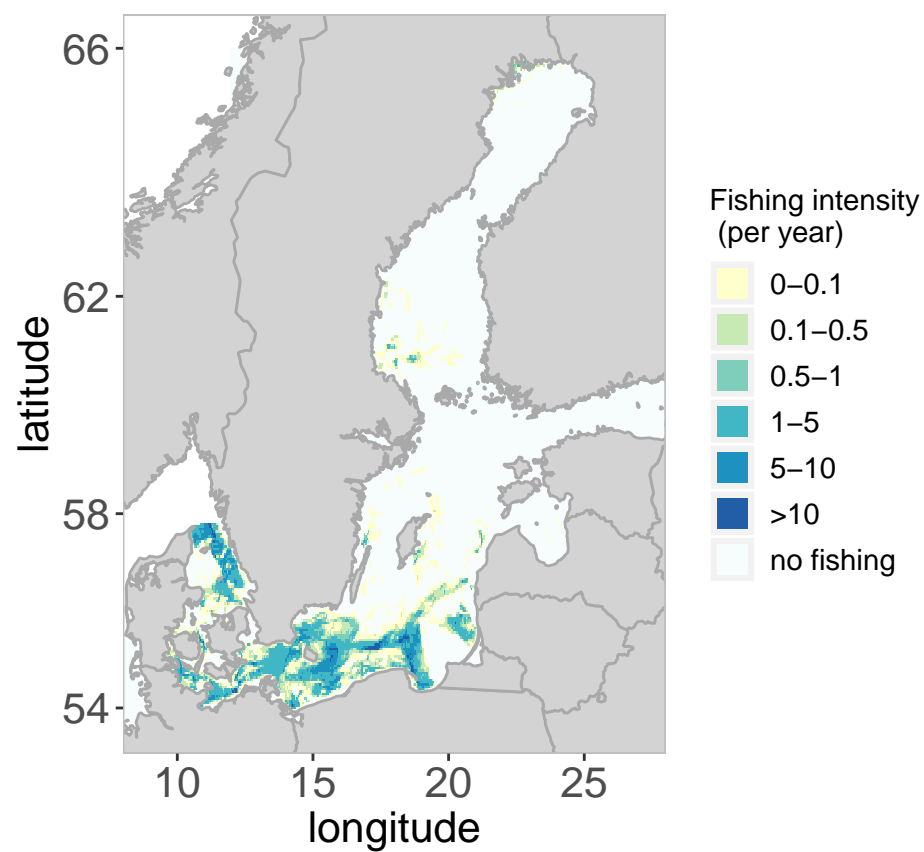 66
62
58
54
latitude
10 15 20 25
longitude
Fishing intensity
(per year)
0–0.1
0.1–0.5
0.5–1
1–5
5–10
>10
no fishing